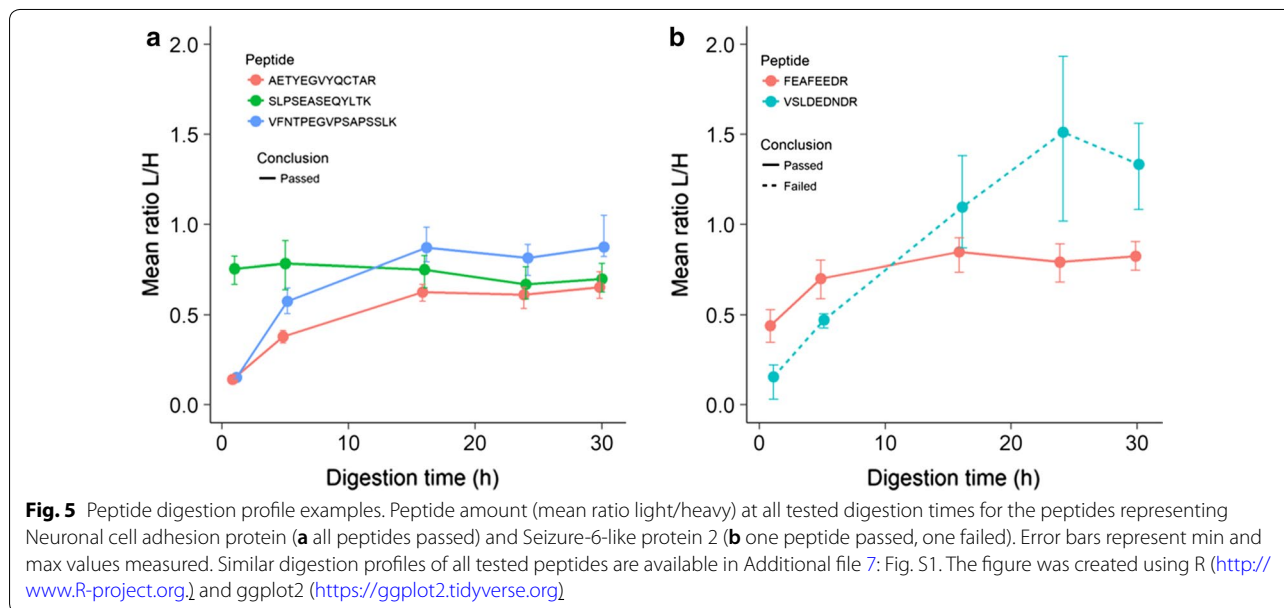 a
2.0
1.5
1.0
0.5
0.0
Mean ratio L/H
Peptide
AETYEGVYQCTAR
SLPSEASEQYLTK
VFNTPEGVPSAPSSLK
Conclusion
Passed
0
10
20
30
Digestion time (h)
b
2.0
1.5
1.0
0.5
0.0
Mean ratio L/H
Peptide
FEAFEEDR
VSLDEDNDR
Conclusion
Passed
Failed
0
10
20
30
Digestion time (h)
Fig. 5 Peptide digestion profile examples. Peptide amount (mean ratio light/heavy) at all tested digestion times for the peptides representing
Neuronal cell adhesion protein (a all peptides passed) and Seizure-6-like protein 2 (b one peptide passed, one failed). Error bars represent min and
max values measured. Similar digestion profiles of all tested peptides are available in Additional file 7: Fig. S1. The figure was created using R (http://
www.R-project.org.) and ggplot2 (https://ggplot2.tidyverse.org)